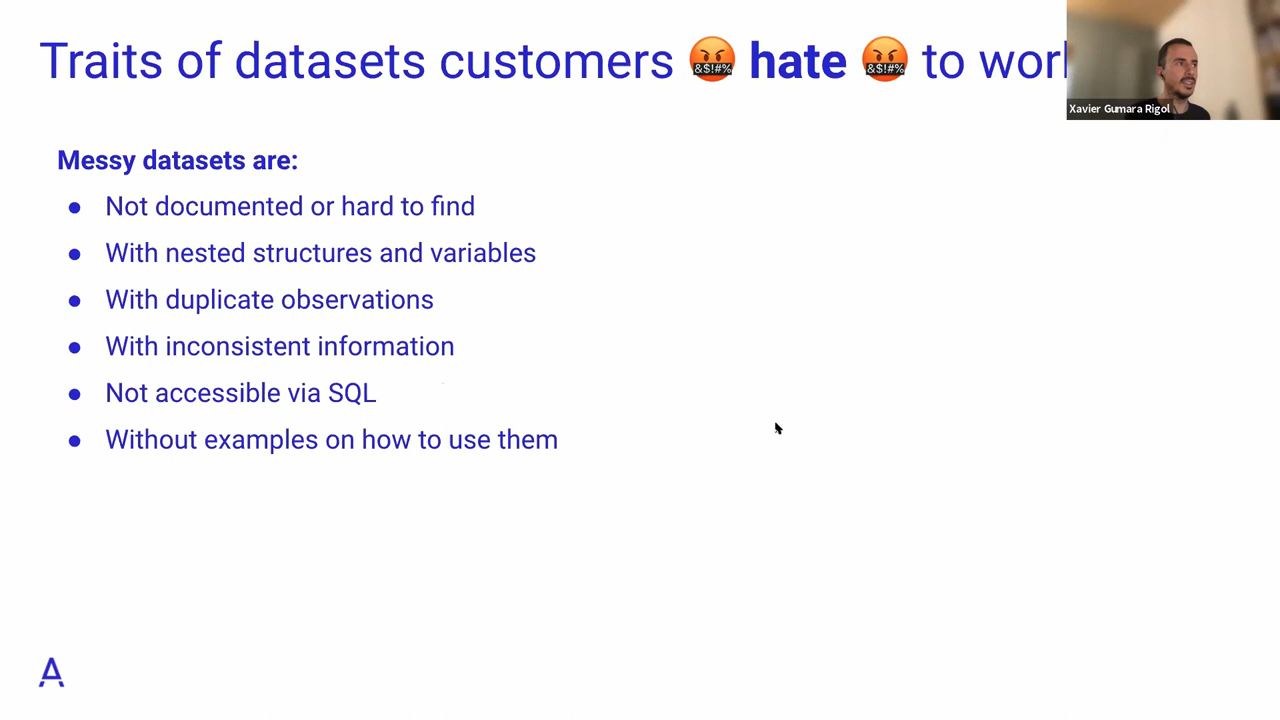 Traits of datasets customers 🤬 hate 🤬 to work
Xavier Gumara Rigol
Messy datasets are:
● Not documented or hard to find
● With nested structures and variables
● With duplicate observations
● With inconsistent information
● Not accessible via SQL
● Without examples on how to use them
A